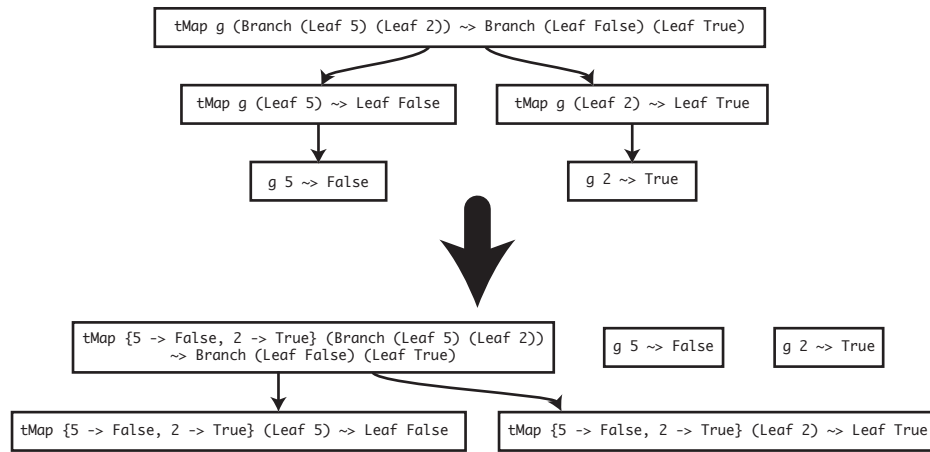 tMap g (Branch (Leaf 5) (Leaf 2)) ~> Branch (Leaf False) (Leaf True)
tMap g (Leaf 5) ~> Leaf False
tMap g (Leaf 2) ~> Leaf True
g 5 ~> False
g 2 ~> True
tMap {5 -> False, 2 -> True} (Branch (Leaf 5) (Leaf 2))
~> Branch (Leaf False) (Leaf True)
g 5 ~> False
g 2 ~> True
tMap {5 -> False, 2 -> True} (Leaf 5) ~> Leaf False
tMap {5 -> False, 2 -> True} (Leaf 2) ~> Leaf True